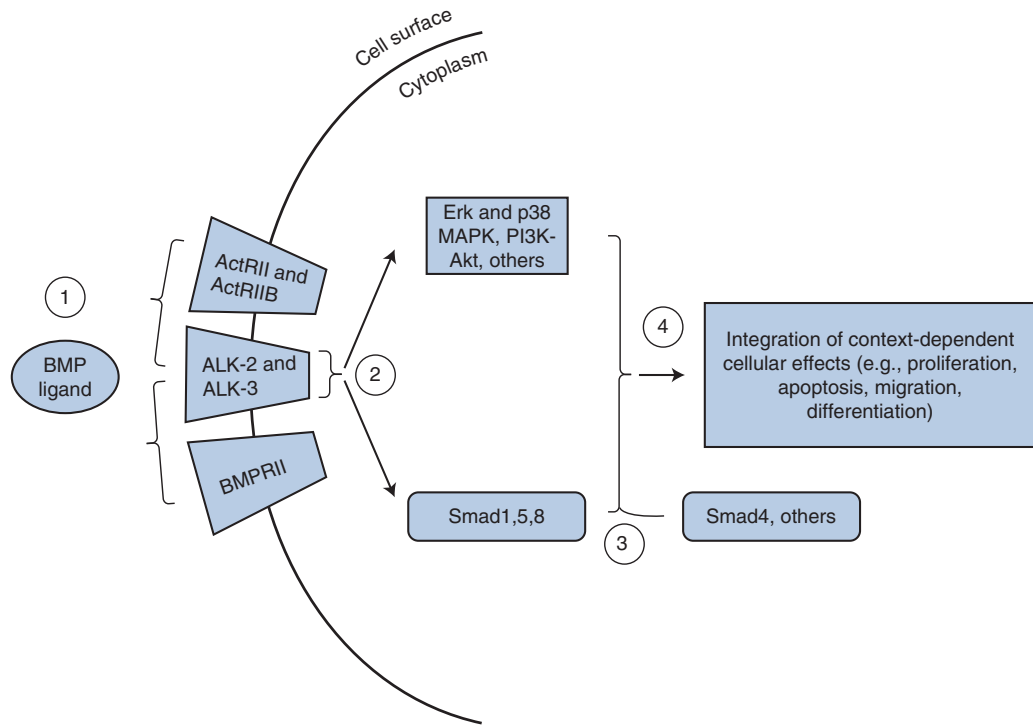 Cell surface
Cytoplasm
Erk and p38
MAPK, PI3K-
Akt, others
ActRII and
ActRIIB
1
4
BMP
ligand
ALK-2 and
ALK-3
2
Integration of context-dependent
cellular effects (e.g., proliferation,
apoptosis, migration,
differentiation)
BMPRII
Smad1,5,8
3
Smad4, others